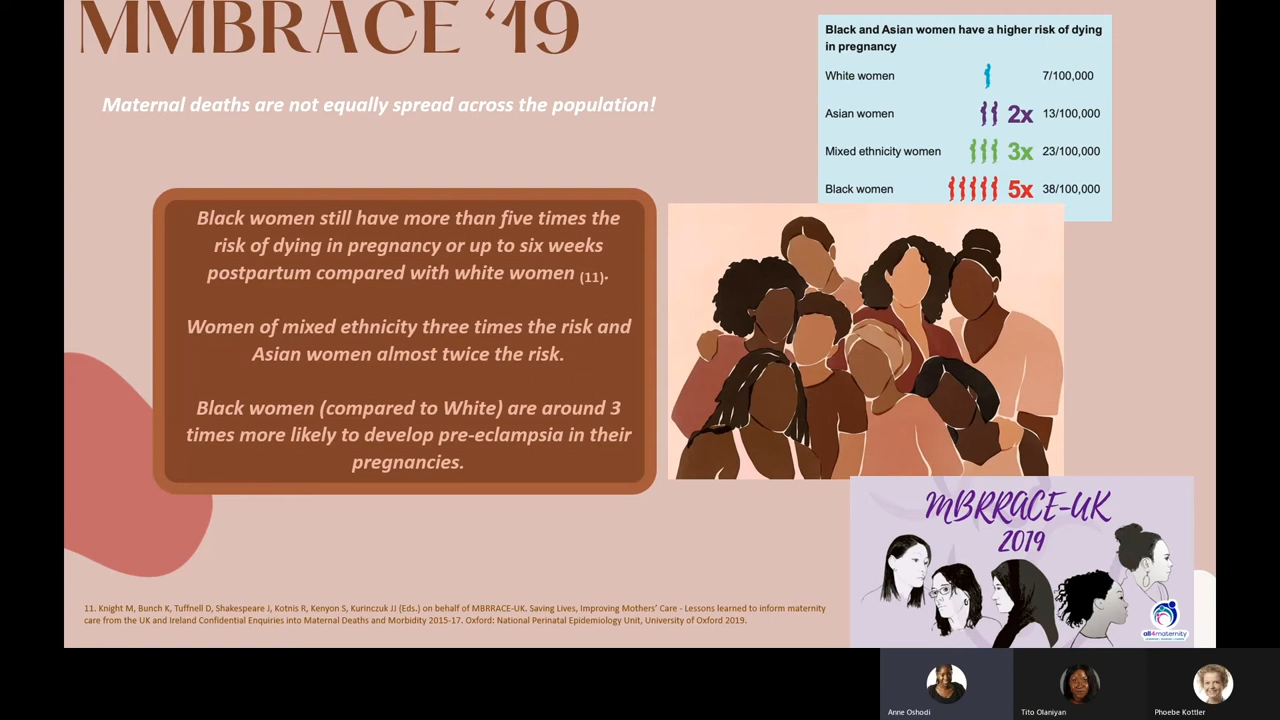 MMBRACE ‘19
Maternal deaths are not equally spread across the population!
Black and Asian women have a higher risk of dying
in pregnancy
White women 7/100,000
Asian women 2x 13/100,000
Mixed ethnicity women 3x 23/100,000
Black women 5x 38/100,000
Black women still have more than five times the
risk of dying in pregnancy or up to six weeks
postpartum compared with white women (11).
Women of mixed ethnicity three times the risk and
Asian women almost twice the risk.
Black women (compared to White) are around 3
times more likely to develop pre-eclampsia in their
pregnancies.
MBRRACE-UK
2019
all4maternity
11. Knight M, Bunch K, Tuffnell D, Shakespeare J, Kotnis R, Kenyon S, Kurinczuk JJ (Eds.) on behalf of MBRRACE-UK. Saving Lives, Improving Mothers’ Care - Lessons learned to inform maternity
care from the UK and Ireland Confidential Enquiries into Maternal Deaths and Morbidity 2015-17. Oxford: National Perinatal Epidemiology Unit, University of Oxford 2019.
Anne Oshodi
Tito Olaniyan
Phoebe Kottler